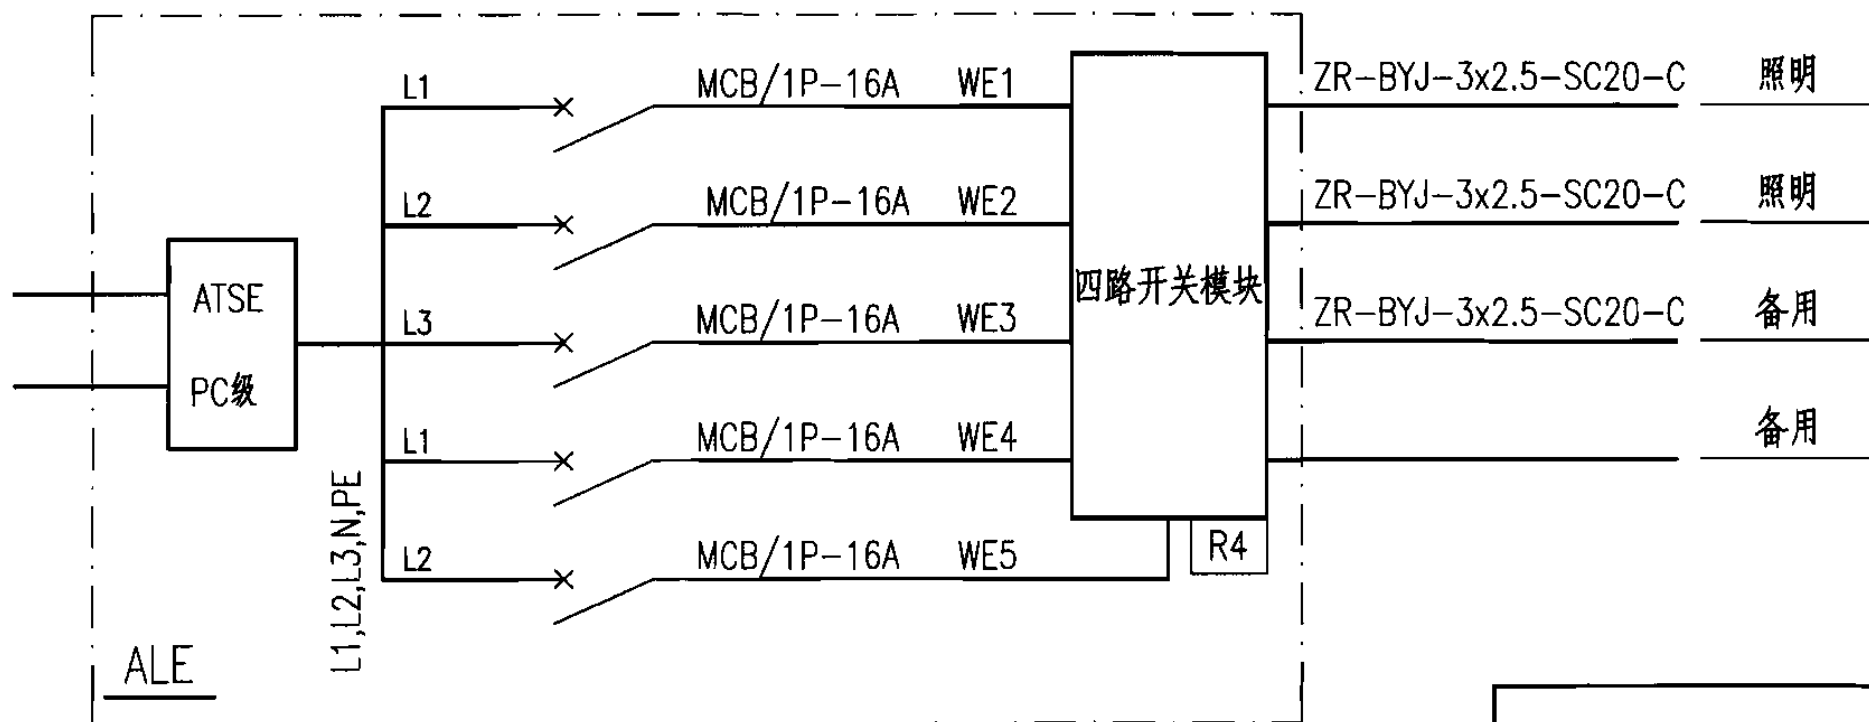 L1 MCB/1P-16A WE1 ZR-BYJ-3x2.5-SC20-C 照明
L2 MCB/1P-16A WE2 ZR-BYJ-3x2.5-SC20-C 照明
ATSE
PC级
四路开关模块
L3 MCB/1P-16A WE3 ZR-BYJ-3x2.5-SC20-C 备用
L1 MCB/1P-16A WE4 备用
L2 MCB/1P-16A WE5
R4
L1,L2,L3,N,PE
ALE